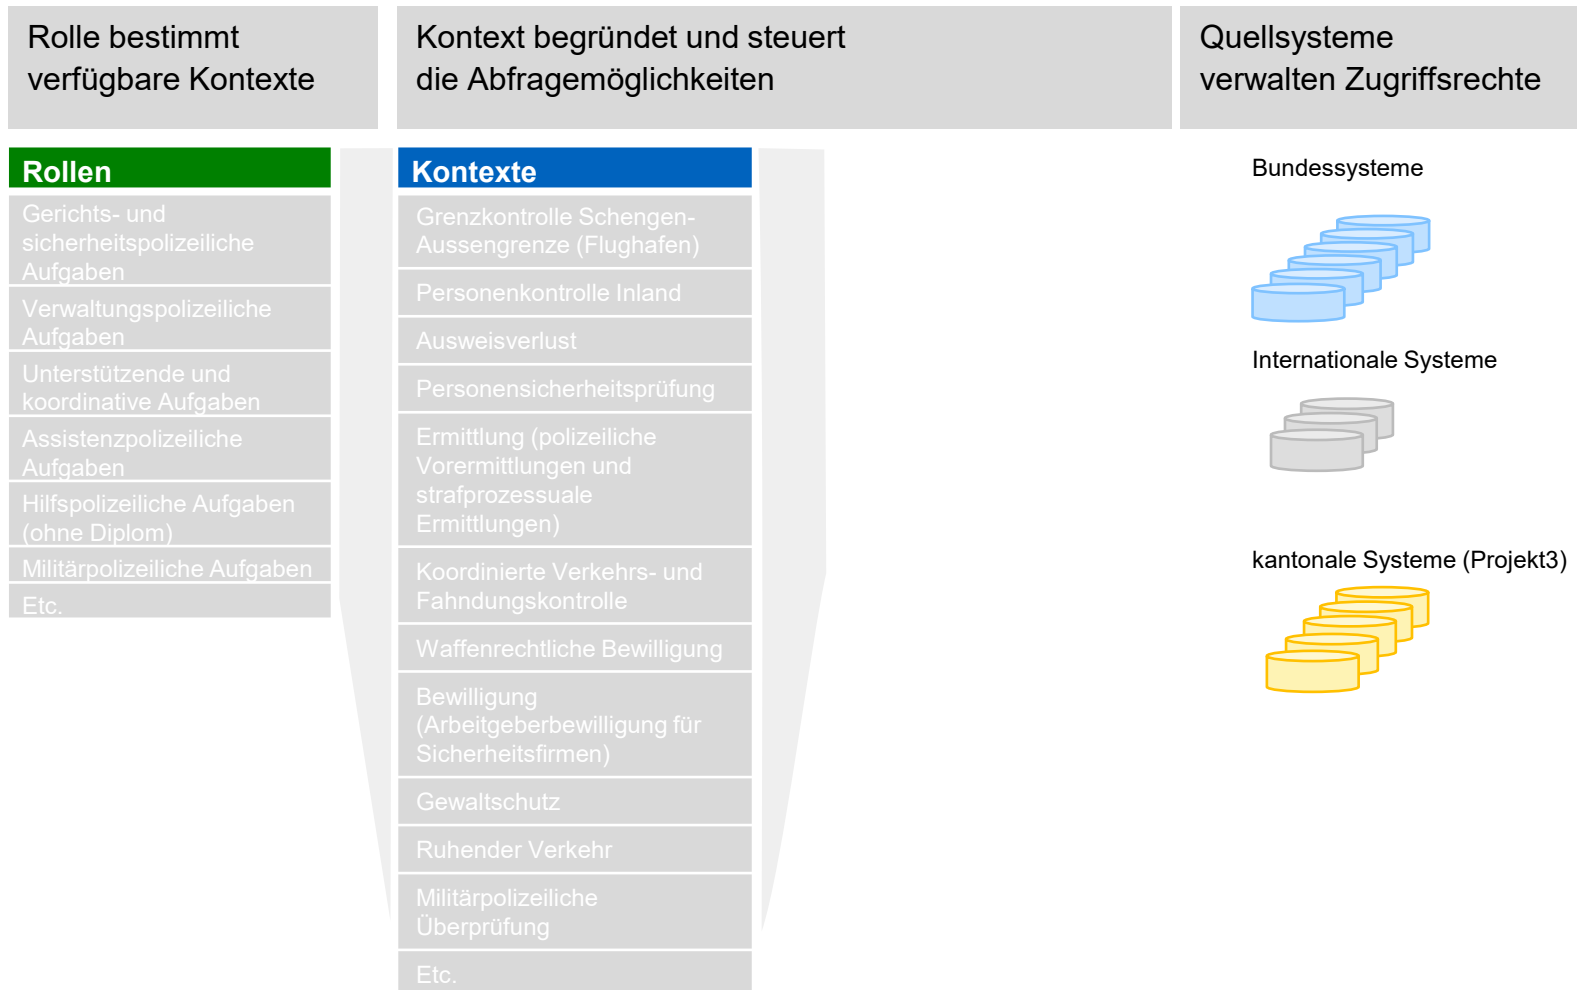 Rolle bestimmt
verfügbare Kontexte
Kontext begründet und steuert
die Abfragemöglichkeiten
Quellsysteme
verwalten Zugriffsrechte
Rollen
Gerichts- und
sicherheitspolizeiliche
Aufgaben
Verwaltungspolizeiliche
Aufgaben
Unterstützende und
koordinative Aufgaben
Assistenzpolizeiliche
Aufgaben
Hilfspolizeiliche Aufgaben
(ohne Diplom)
Militärpolizeiliche Aufgaben
Etc.
Kontexte
Grenzkontrolle Schengen-
Aussengrenze (Flughafen)
Personenkontrolle Inland
Ausweisverlust
Personensicherheitsprüfung
Ermittlung (polizeiliche
Vorermittlungen und
strafprozessuale
Ermittlungen)
Koordinierte Verkehrs- und
Fahndungskontrolle
Waffenrechtliche Bewilligung
Bewilligung
(Arbeitgeberbewilligung für
Sicherheitsfirmen)
Gewaltschutz
Ruhender Verkehr
Militärpolizeiliche
Überprüfung
Etc.
Bundessysteme
Internationale Systeme
kantonale Systeme (Projekt3)